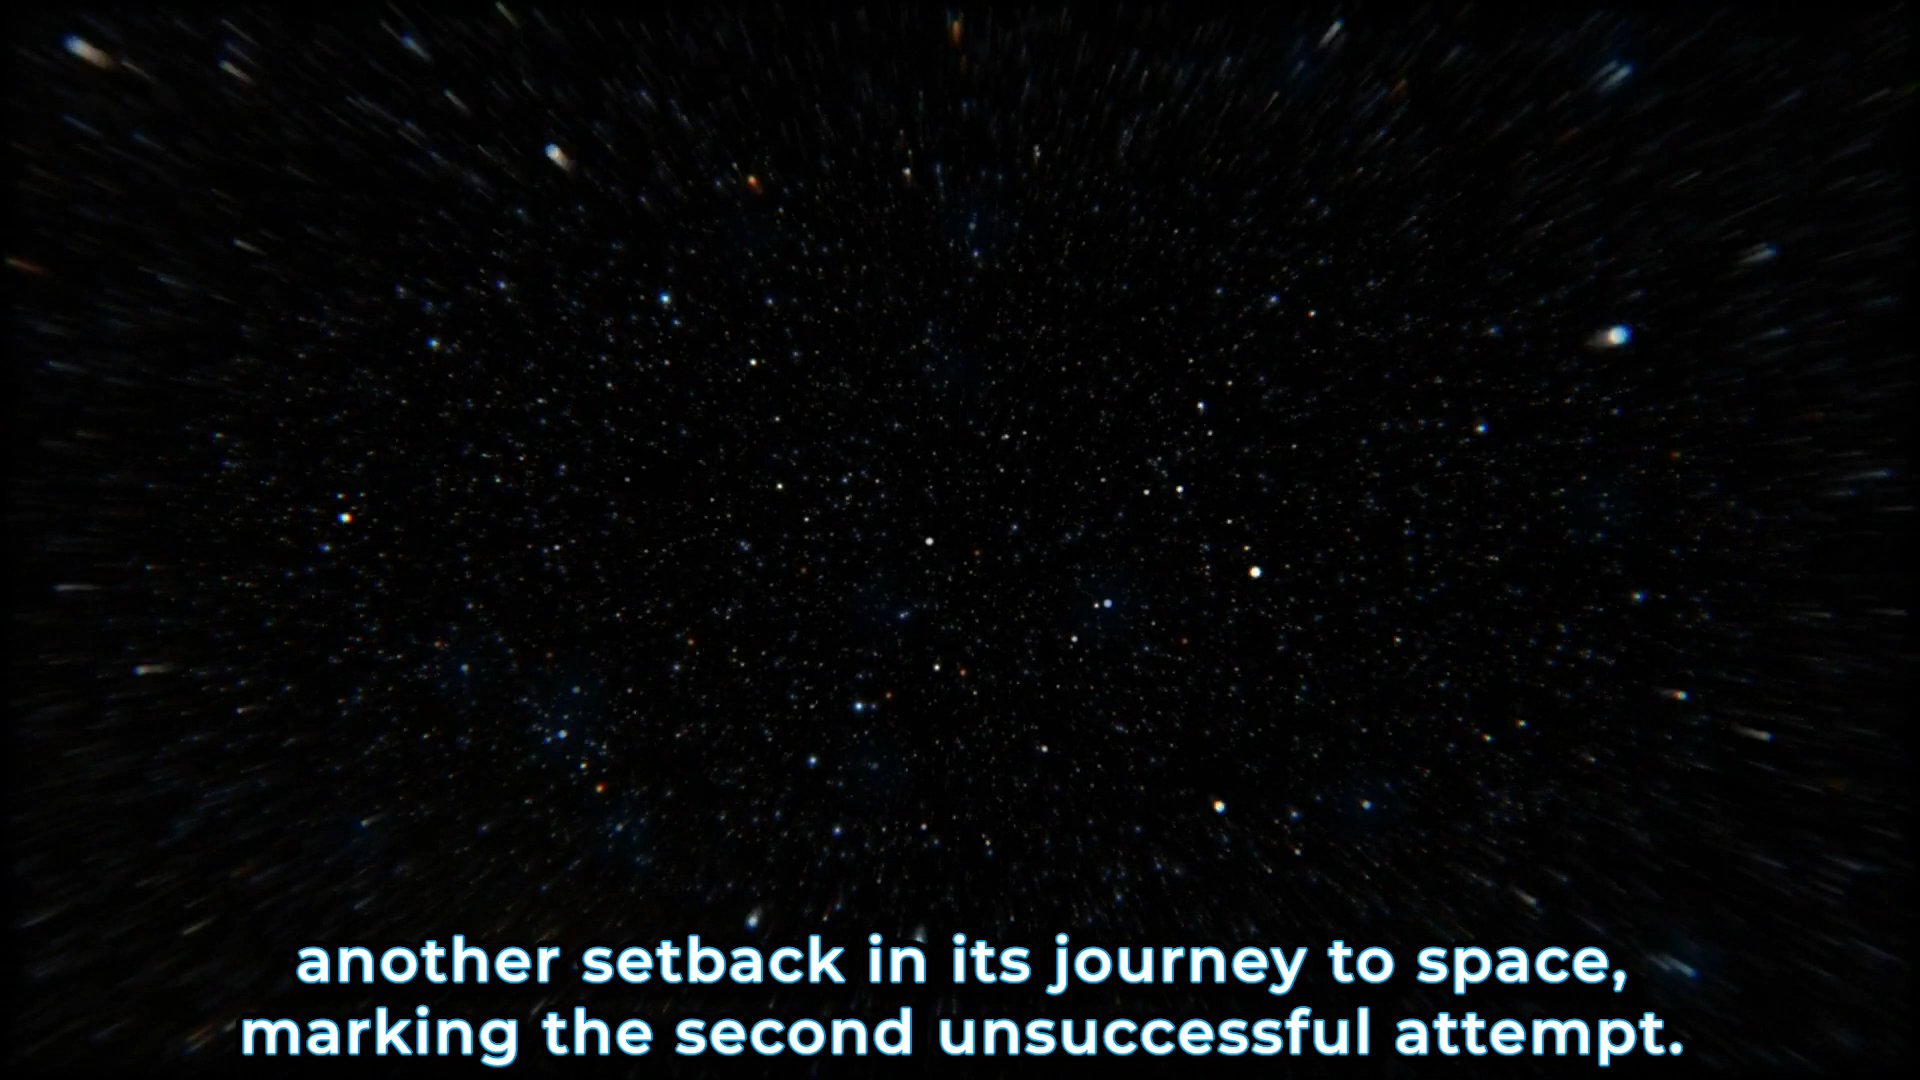 another setback in its journey to space,
marking the second unsuccessful attempt.